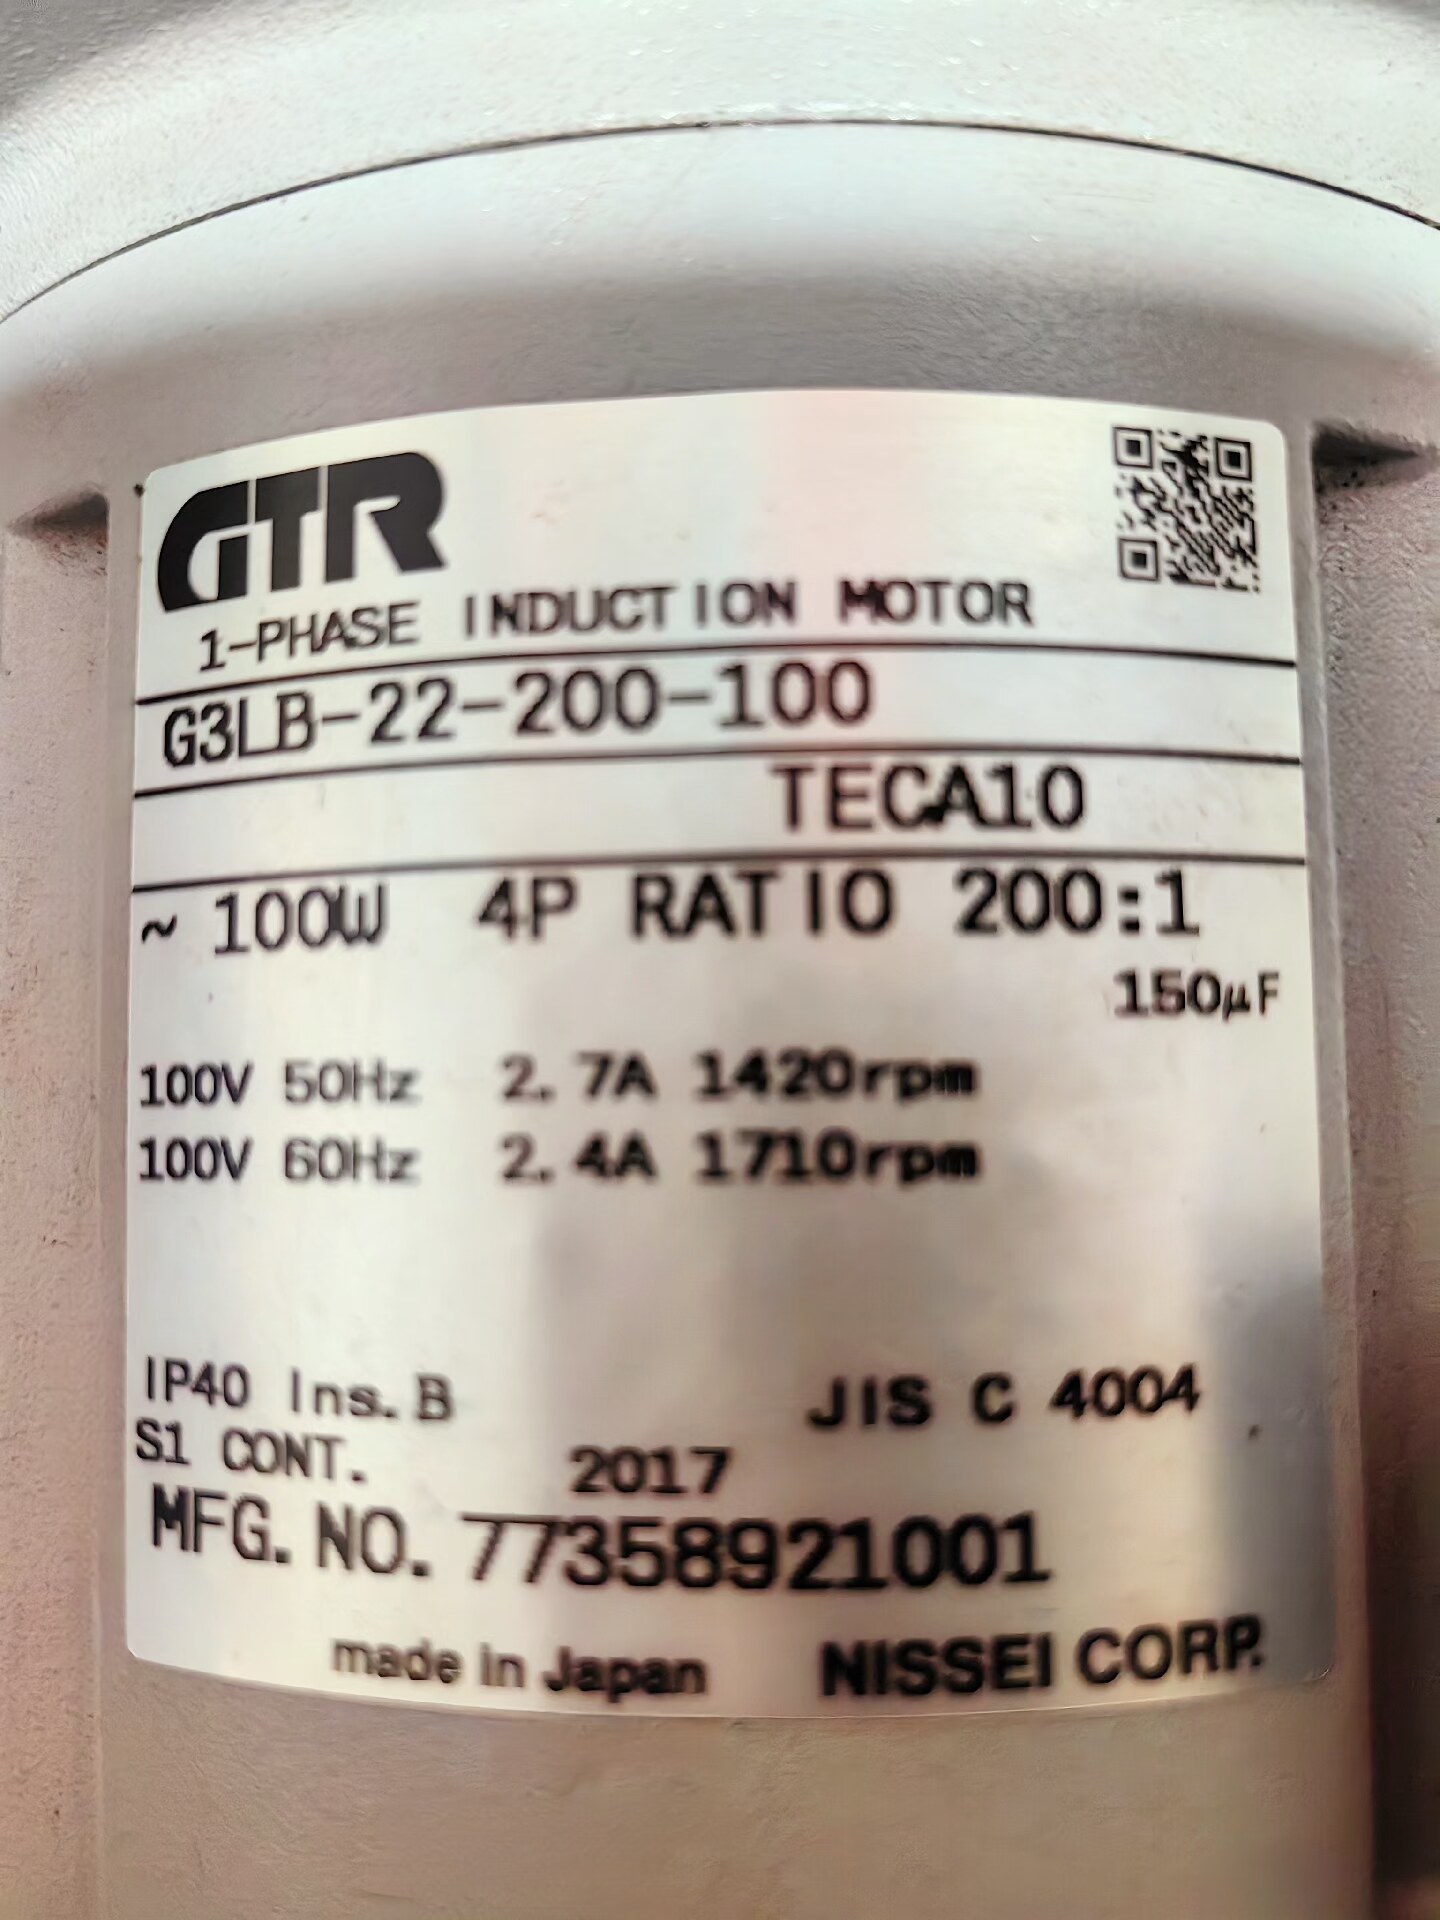 GTR
1-PHASE INDUCTION MOTOR
G3LB-22-200-100
TECA10
~ 100W 4P RATIO 200:1
150μF
100V 50Hz 2.7A 1420rpm
100V 60Hz 2.4A 1710rpm
IP40 Ins.B JIS C 4004
S1 CONT. 2017
MFG. NO. 77358921001
made in Japan NISSEI CORP.